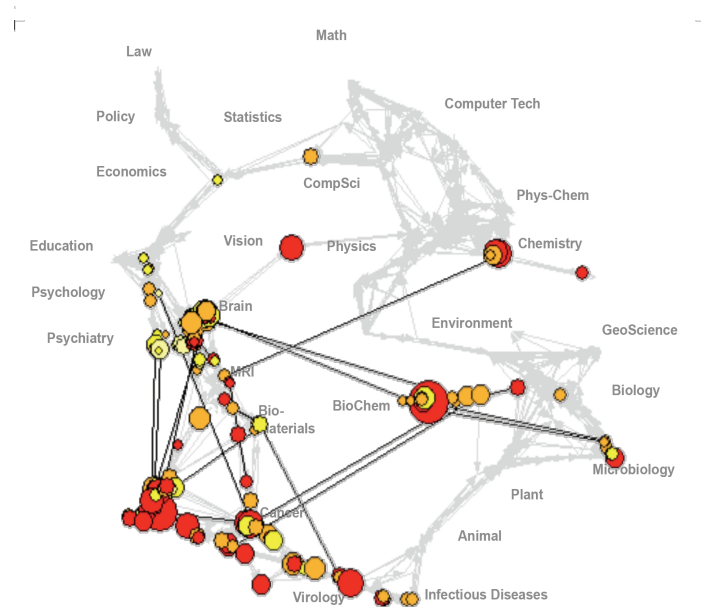 Math
Law
Computer Tech
Policy
Statistics
Economics
CompSci
Phys-Chem
Education
Vision
Physics
Chemistry
Psychology
Brain
Environment
GeoScience
Psychiatry
MRI
Biology
BioChem
Bio-
materials
Microbiology
Plant
Cancer
Animal
Virology
Infectious Diseases